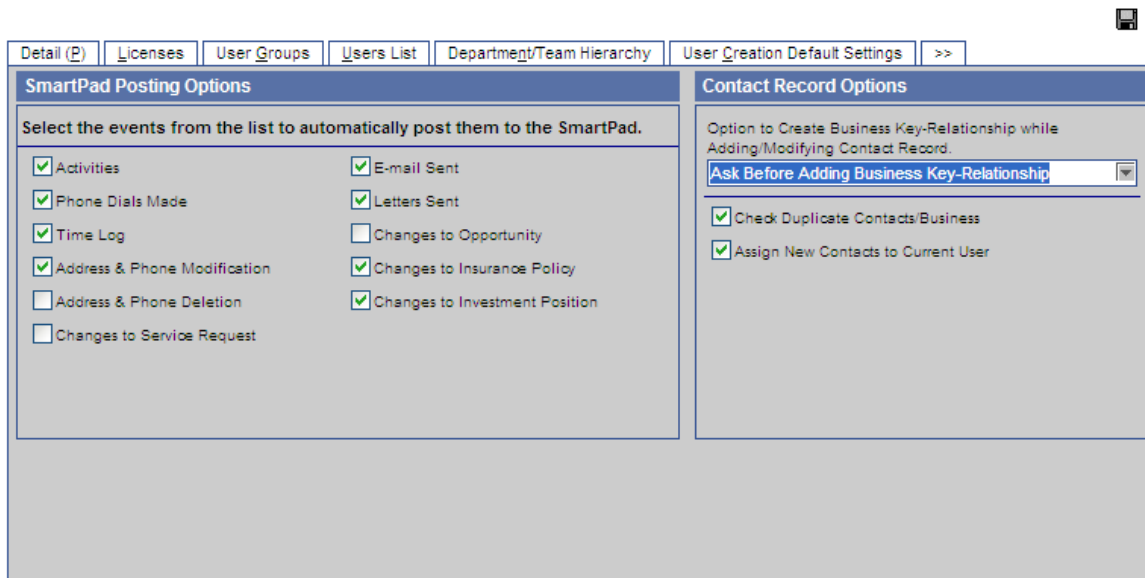 Detail (P) Licenses User Groups Users List Department/Team Hierarchy User Creation Default Settings >>
SmartPad Posting Options
Select the events from the list to automatically post them to the SmartPad.
Activities E-mail Sent
Phone Dials Made Letters Sent
Time Log Changes to Opportunity
Address & Phone Modification Changes to Insurance Policy
Address & Phone Deletion Changes to Investment Position
Changes to Service Request
Contact Record Options
Option to Create Business Key-Relationship while
Adding/Modifying Contact Record.
Ask Before Adding Business Key-Relationship
Check Duplicate Contacts/Business
Assign New Contacts to Current User